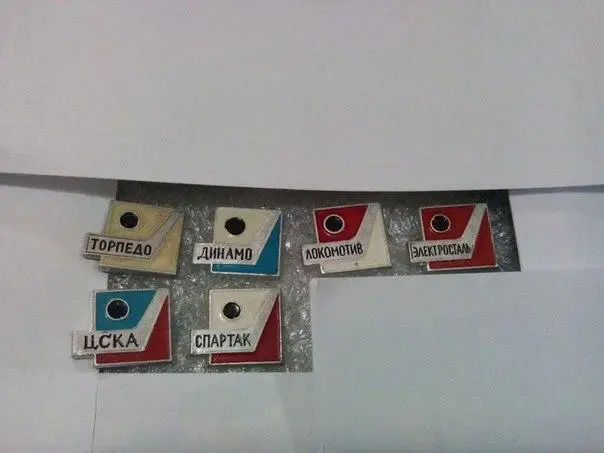 ТОРПЕДО
ДИНАМО
ЛОКОМОТИВ
ЭЛЕКТРОСТАЛЬ
ЦСКА
СПАРТАК